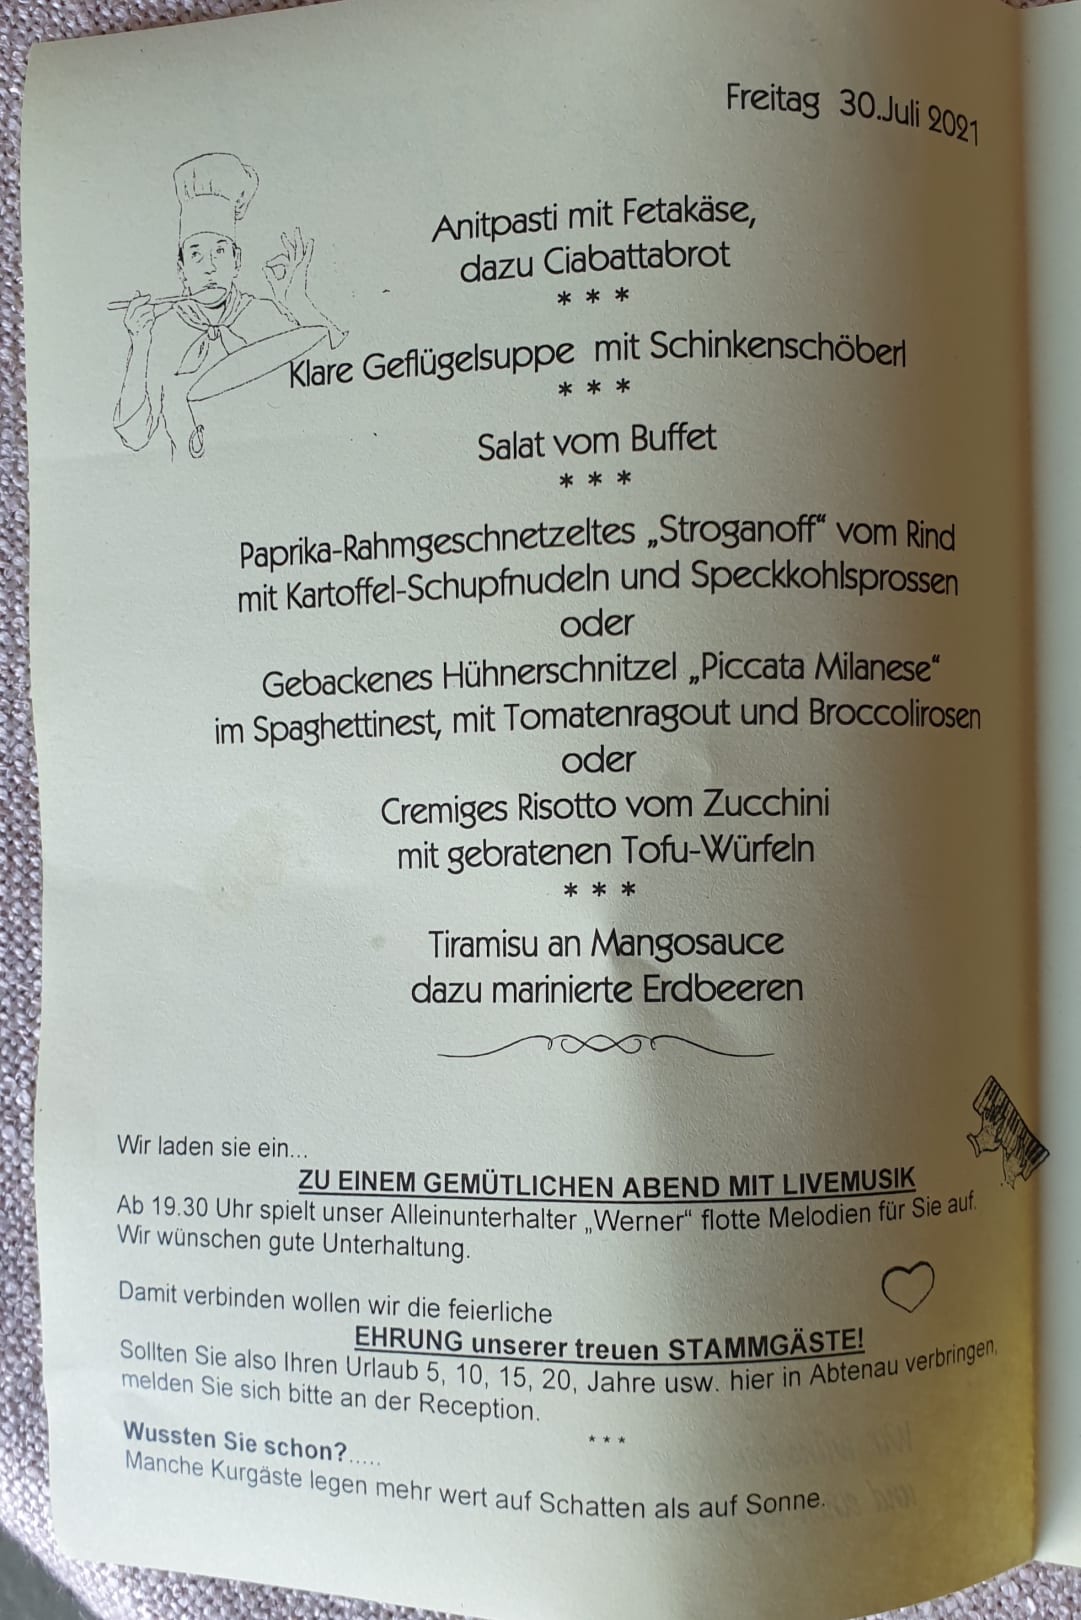 Freitag 30.Juli 2021
Anitpasti mit Fetakäse,
dazu Ciabattabrot
* * *
Klare Geflügelsuppe mit Schinkenschöberl
* * *
Salat vom Buffet
* * *
Paprika-Rahmgeschnetzeltes „Stroganoff“ vom Rind
mit Kartoffel-Schupfnudeln und Speckkohlsprossen
oder
Gebackenes Hühnerschnitzel „Piccata Milanese“
im Spaghettinest, mit Tomatenragout und Broccolirosen
oder
Cremiges Risotto vom Zucchini
mit gebratenen Tofu-Würfeln
* * *
Tiramisu an Mangosauce
dazu marinierte Erdbeeren
Wir laden sie ein...
ZU EINEM GEMÜTLICHEN ABEND MIT LIVEMUSIK
Ab 19.30 Uhr spielt unser Alleinunterhalter „Werner“ flotte Melodien für Sie auf.
Wir wünschen gute Unterhaltung.
Damit verbinden wollen wir die feierliche
EHRUNG unserer treuen STAMMGÄSTE!
Sollten Sie also Ihren Urlaub 5, 10, 15, 20, Jahre usw. hier in Abtenau verbringen,
melden Sie sich bitte an der Reception.
* * *
Wussten Sie schon?.....
Manche Kurgäste legen mehr wert auf Schatten als auf Sonne.